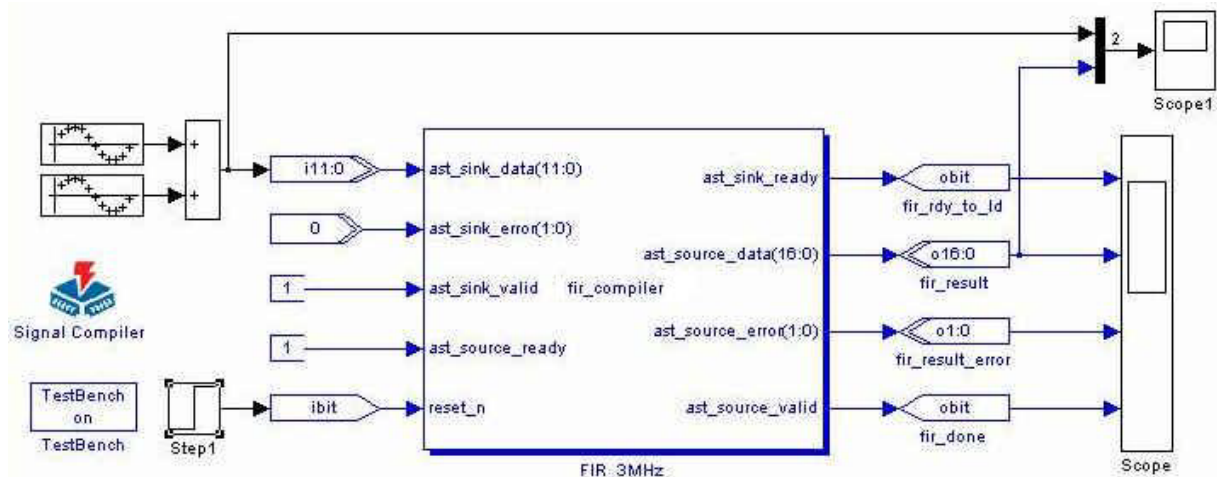 2
Scope1
+
+
i11:0
0
1
1
ibit
Signal Compiler
TestBench
on
TestBench
Step1
ast_sink_data(11:0)
ast_sink_error(1:0)
ast_sink_valid
fir_compiler
ast_source_ready
reset_n
ast_sink_ready
ast_source_data(16:0)
ast_source_error(1:0)
ast_source_valid
FIR_3MHz
obit
fir_rdy_to_ld
o16:0
fir_result
o1:0
fir_result_error
obit
fir_done
Scope